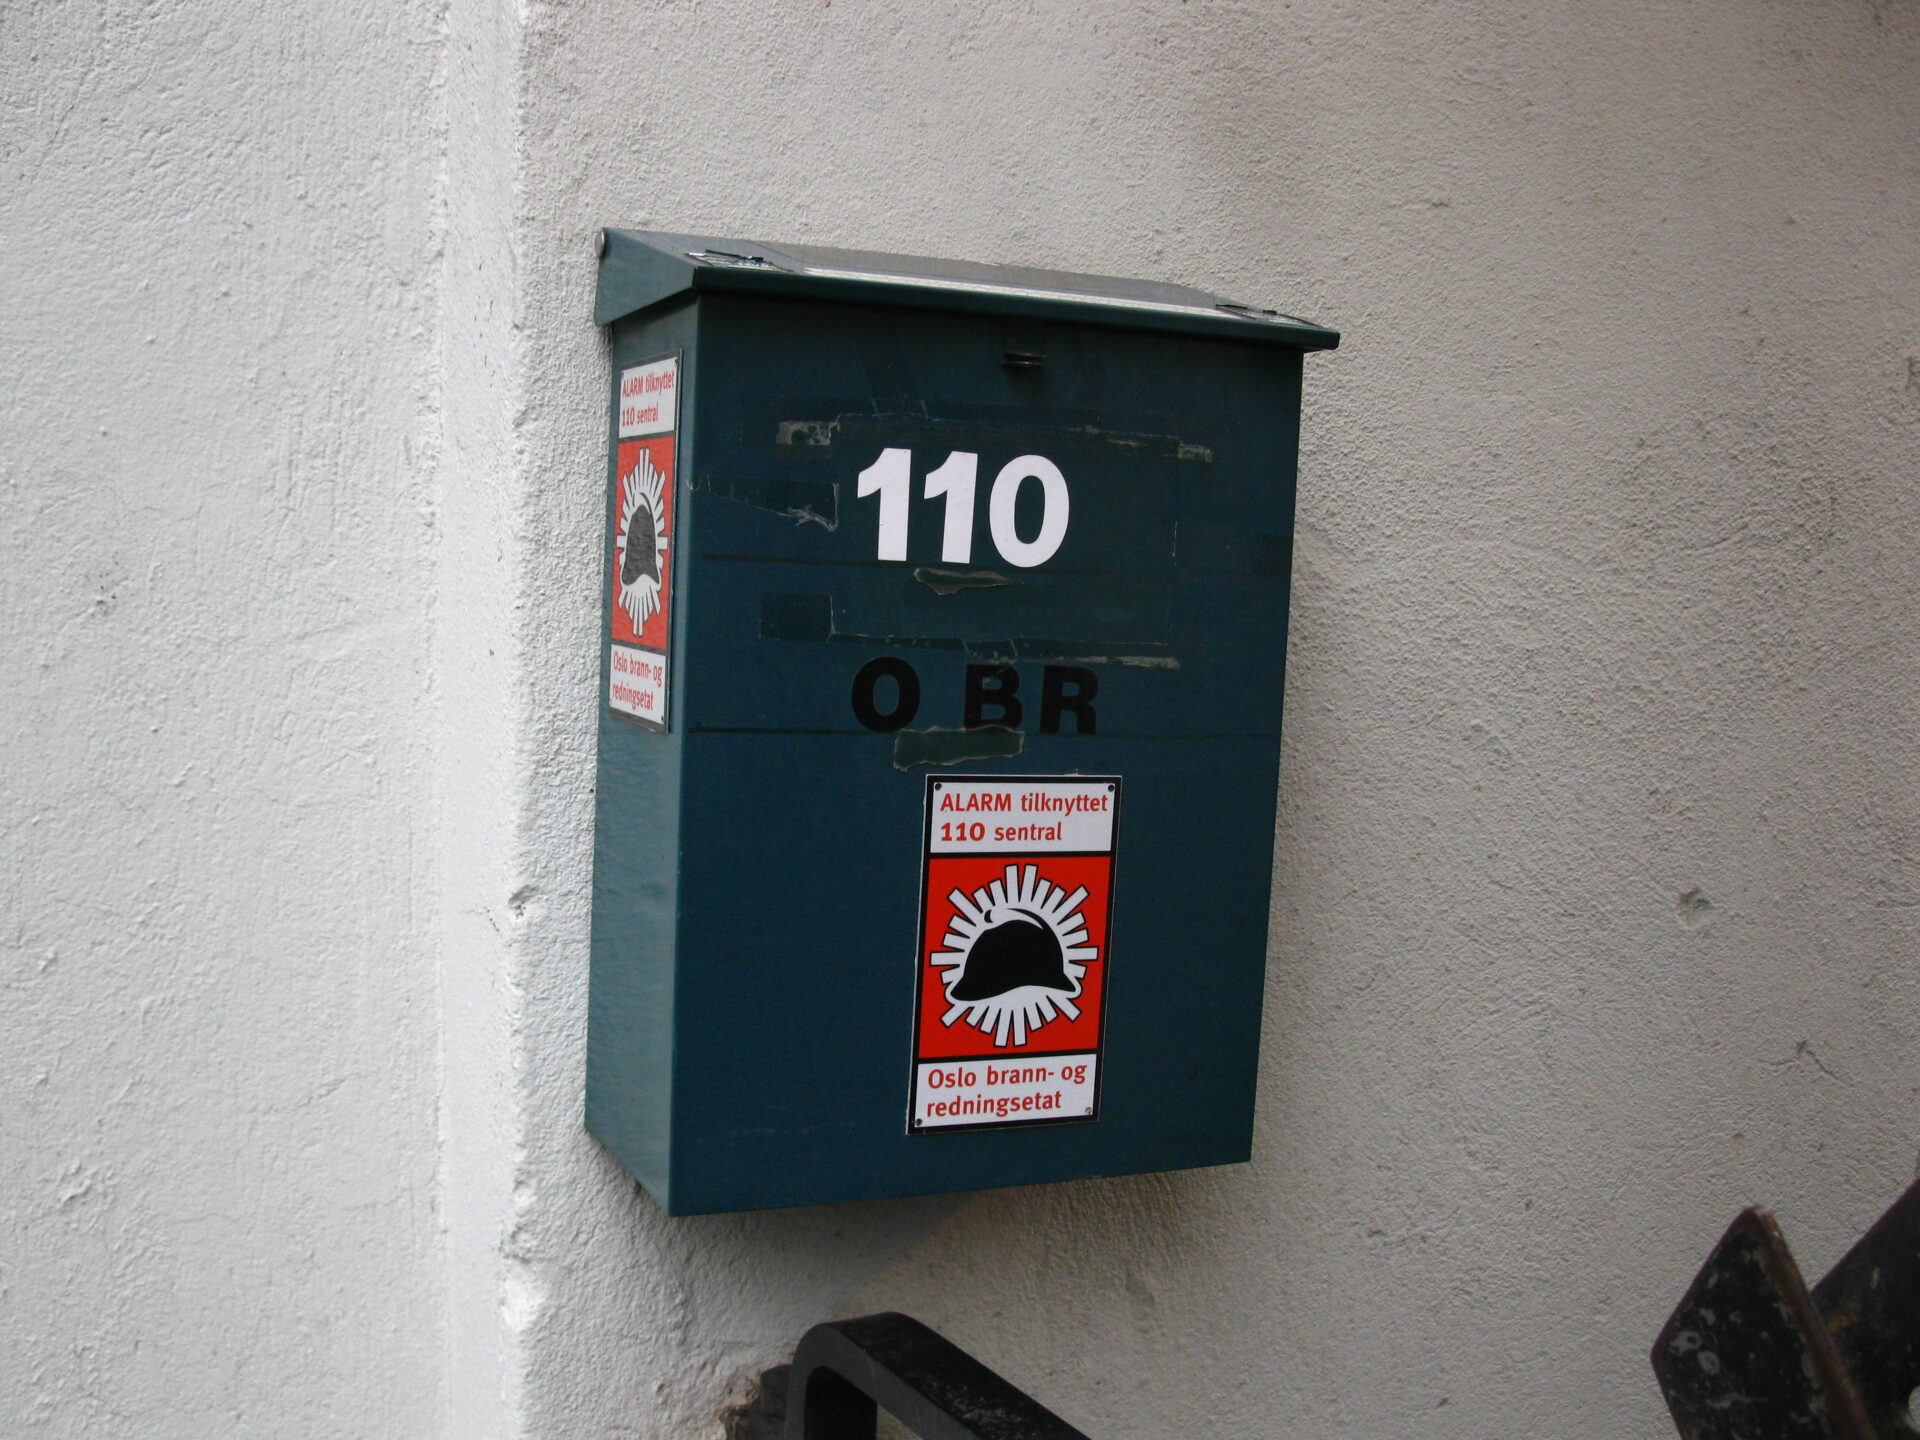 ALARM tilknyttet
110 sentral
Oslo brann- og
redningsetat
110
O BR
ALARM tilknyttet
110 sentral
Oslo brann- og
redningsetat